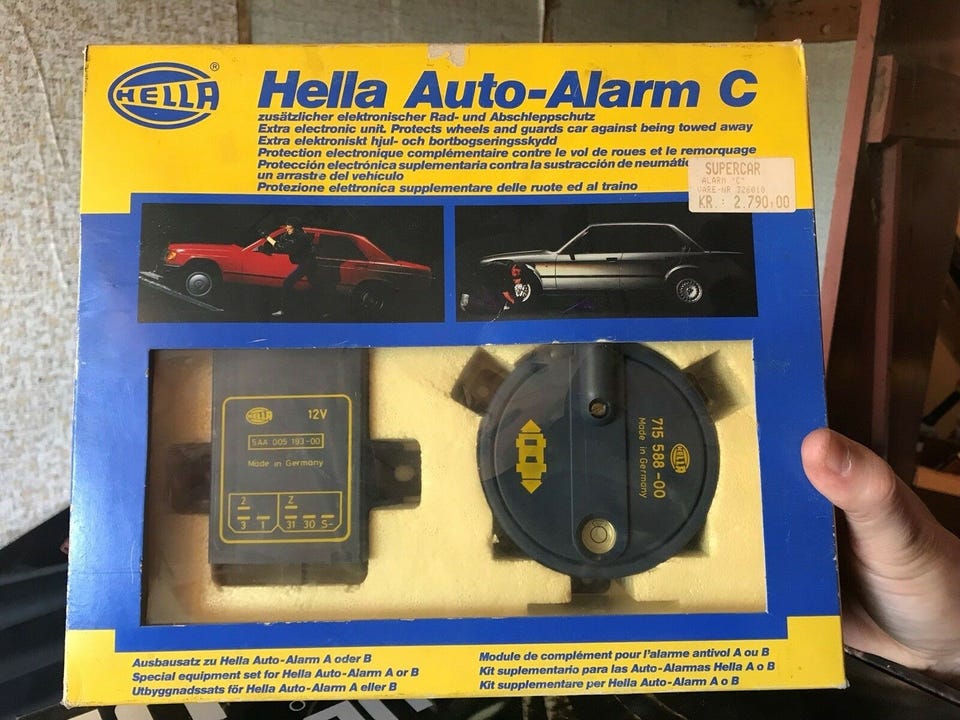 HELLA®
Hella Auto-Alarm C
zusätzlicher elektronischer Rad- und Abschleppschutz
Extra electronic unit. Protects wheels and guards car against being towed away
Extra elektroniskt hjul- och bortbogseringsskydd
Protection electronique complémentaire contre le vol de roues et le remorquage
Protección electrónica suplementaria contra la sustracción de neumátic
un arrastre del vehículo
Protezione elettronica supplementare delle ruote ed al traino
SUPERCAR
ALARM "C"
VARE-NR 326010
KR.: 2.790,00
HELLA
12V
5AA 005 193-00
Made in Germany
2 Z
3 1 31 30 S-
715 588-00
Made in Germany
HELLA
Ausbausatz zu Hella Auto-Alarm A oder B
Special equipment set for Hella Auto-Alarm A or B
Utbyggnadssats för Hella Auto-Alarm A eller B
Module de complément pour l'alarme antivol A ou B
Kit suplementario para las Auto-Alarmas Hella A o B
Kit supplementare per Hella Auto-Alarm A o B